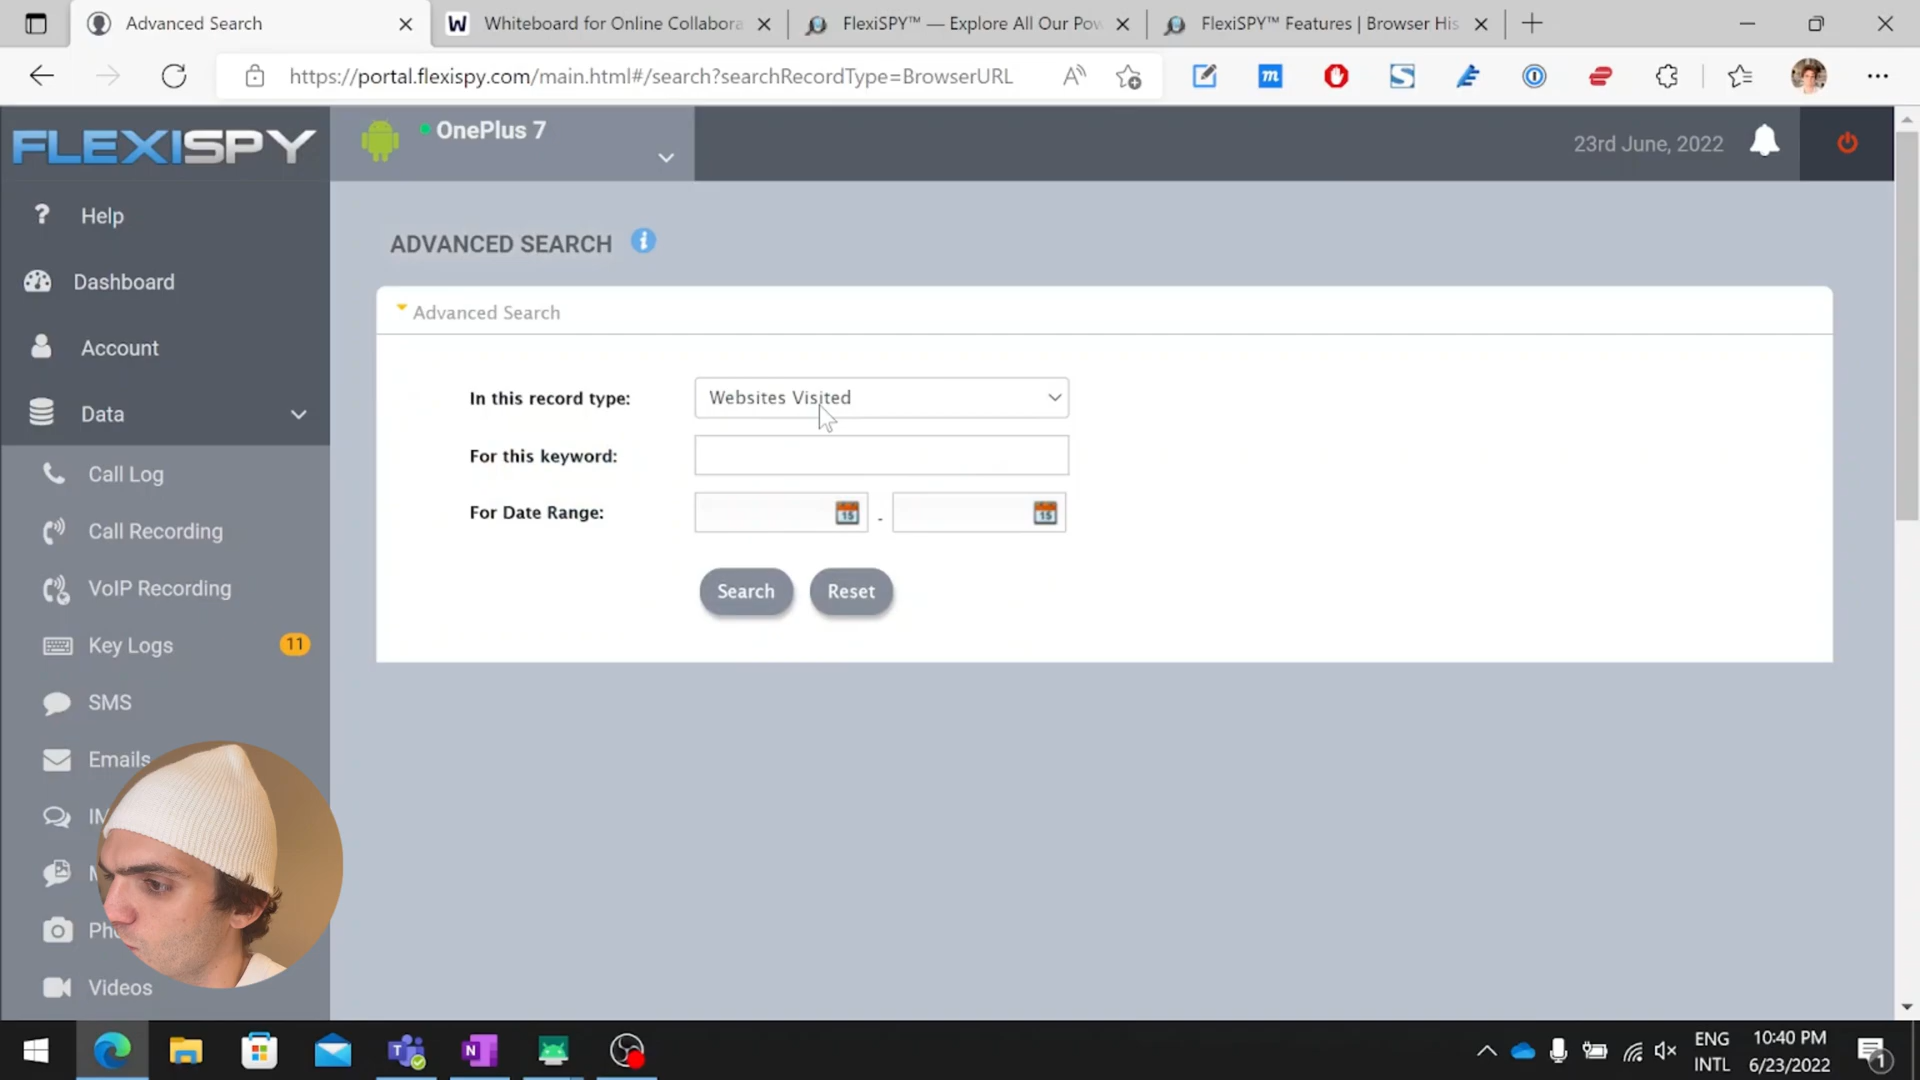 Advanced Search
Whiteboard for Online Collabora
FlexiSPY™ — Explore All Our Pow
FlexiSPY™ Features | Browser His
https://portal.flexispy.com/main.html#/search?searchRecordType=BrowserURL
FLEXISPY
OnePlus 7
23rd June, 2022
Help
Dashboard
Account
Data
Call Log
Call Recording
VoIP Recording
Key Logs 11
SMS
Emails
Videos
ADVANCED SEARCH
Advanced Search
In this record type: Websites Visited
For this keyword:
For Date Range: 15 - 15
Search Reset
ENG
INTL
10:40 PM
6/23/2022
1